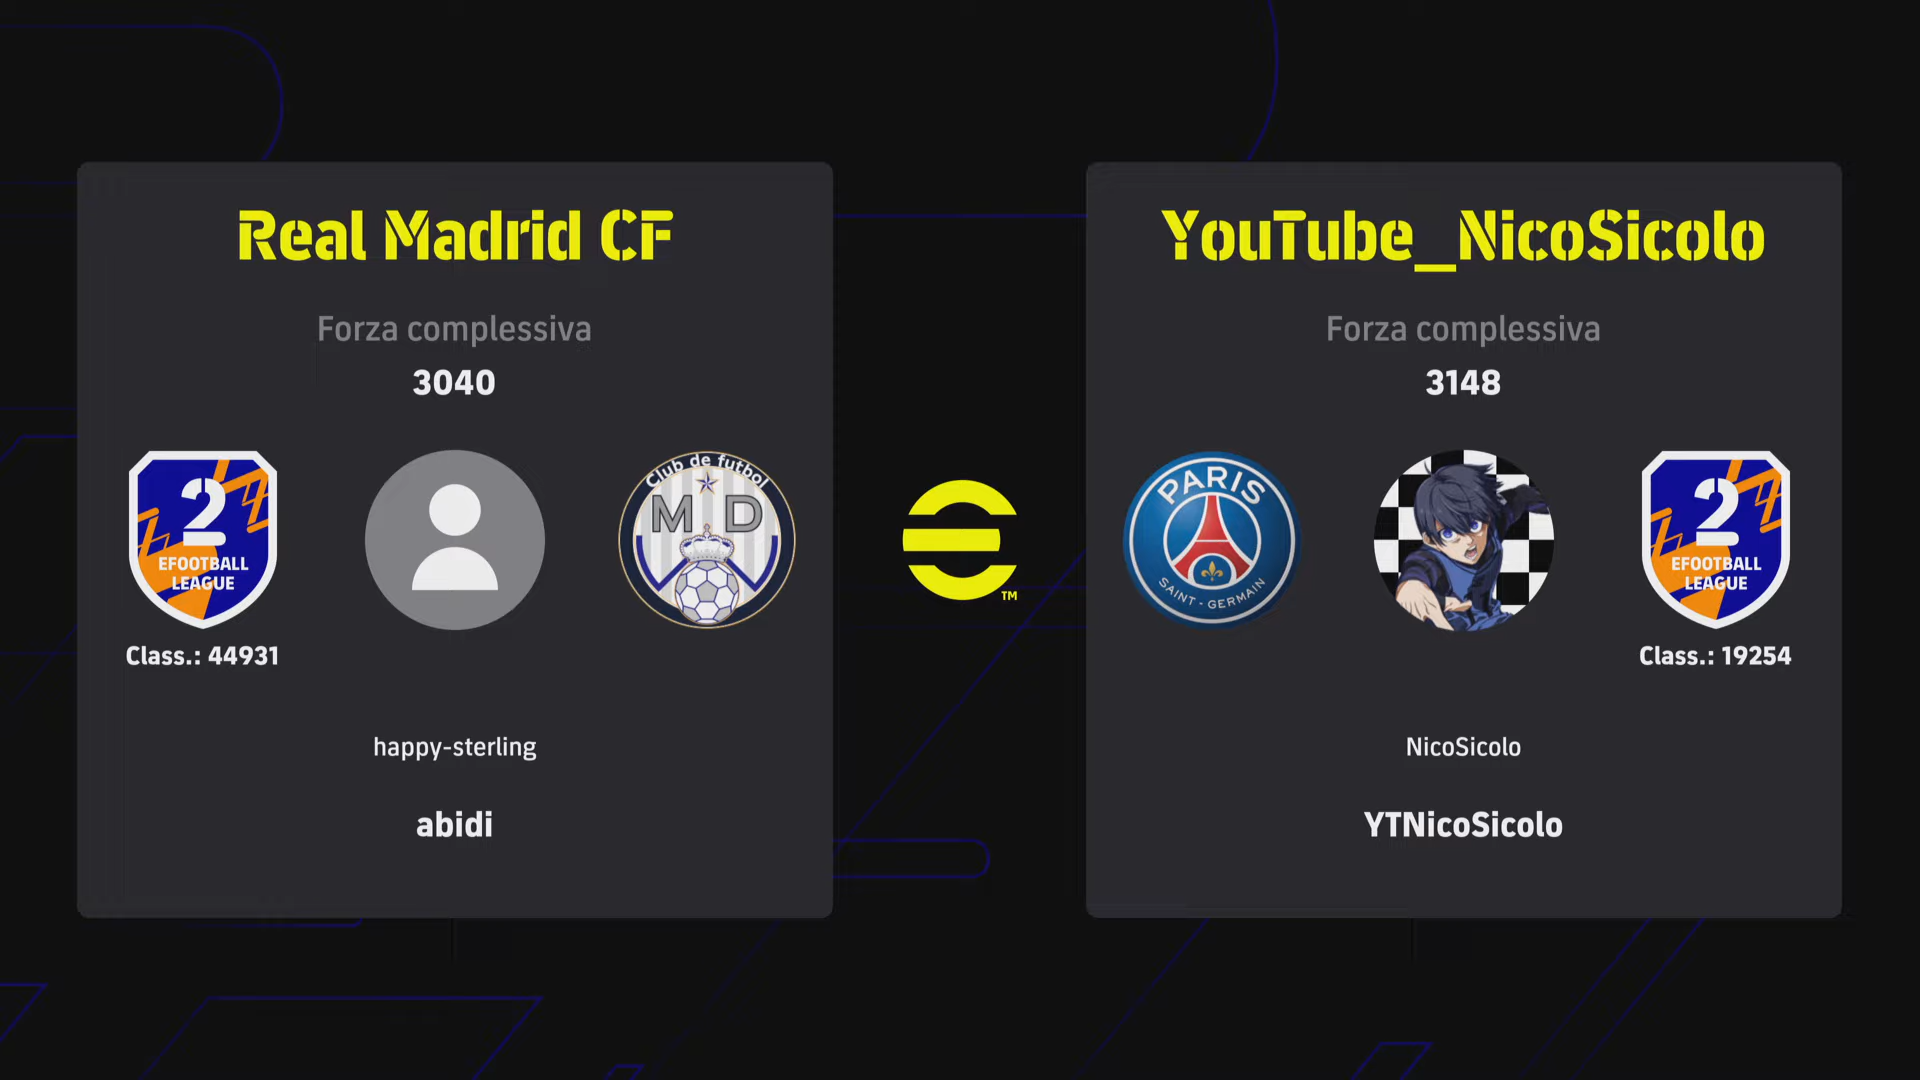 Real Madrid CF
Forza complessiva
3040
2
EFOOTBALL
LEAGUE
Class.: 44931
Club de futbol
M D
happy-sterling
abidi
TM
YouTube_NicoSicolo
Forza complessiva
3148
PARIS
SAINT - GERMAIN
2
EFOOTBALL
LEAGUE
Class.: 19254
NicoSicolo
YTNicoSicolo